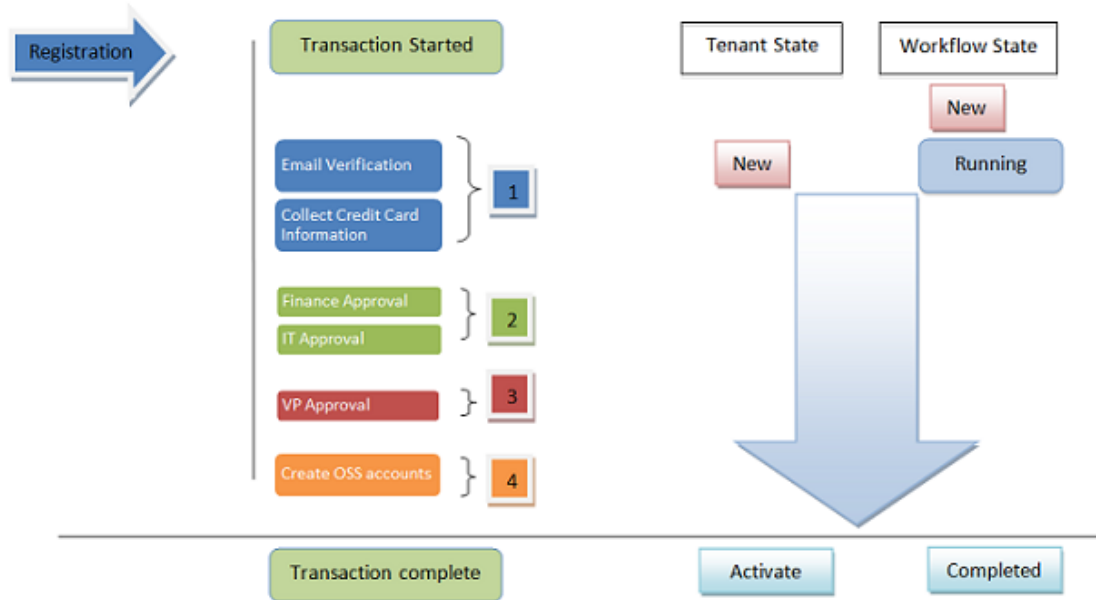 Registration
Transaction Started
Tenant State
Workflow State
New
Email Verification
1
New
Running
Collect Credit Card
Information
Finance Approval
2
IT Approval
VP Approval
3
Create OSS accounts
4
Transaction complete
Activate
Completed